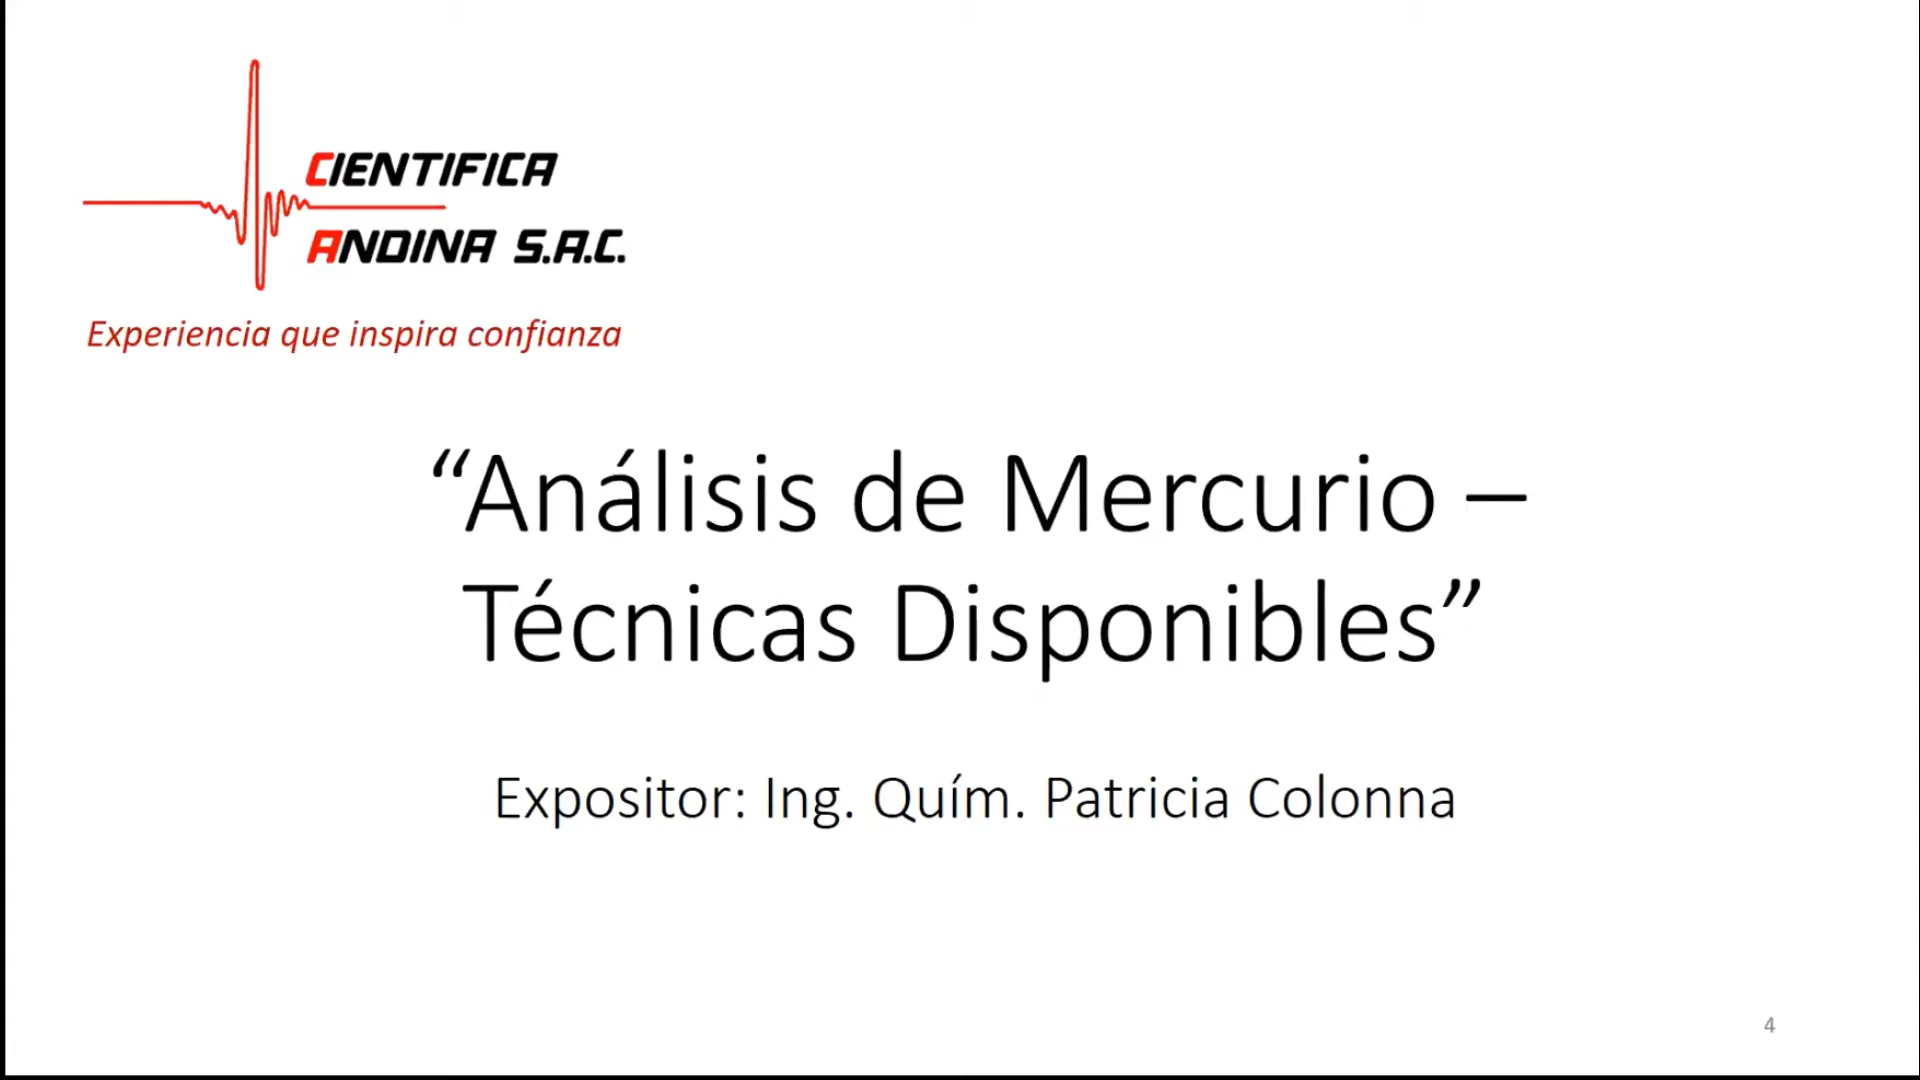 CIENTIFICA
ANDINA S.A.C.
Experiencia que inspira confianza
“Análisis de Mercurio –
Técnicas Disponibles”
Expositor: Ing. Quím. Patricia Colonna
4